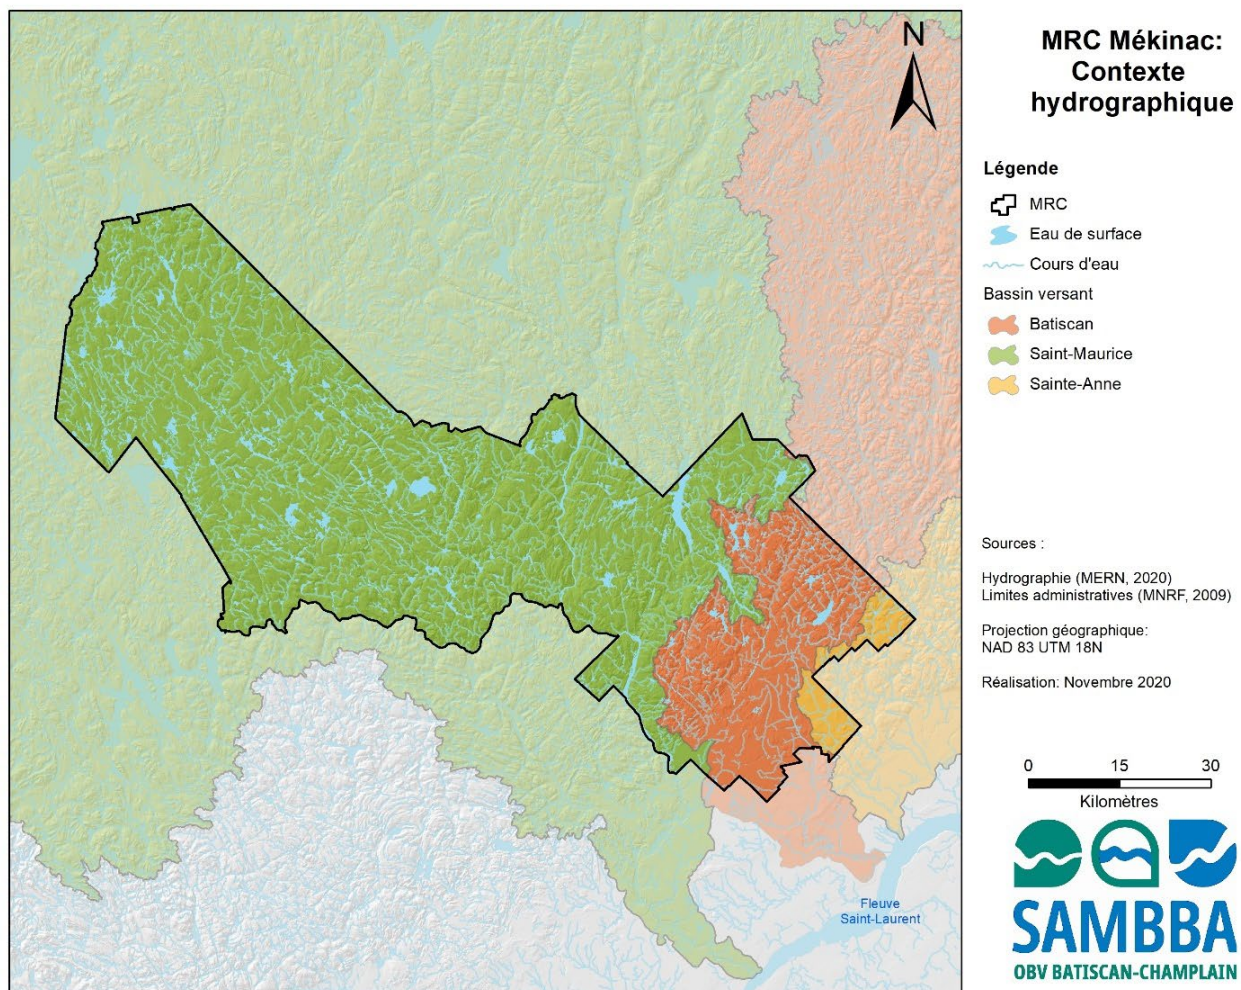 N
MRC Mékinac:
Contexte
hydrographique
Légende
MRC
Eau de surface
Cours d'eau
Bassin versant
Batiscan
Saint-Maurice
Sainte-Anne
Sources :
Hydrographie (MERN, 2020)
Limites administratives (MNRF, 2009)
Projection géographique:
NAD 83 UTM 18N
Réalisation: Novembre 2020
0 15 30
Kilomètres
Fleuve
Saint-Laurent
SAMBBA
OBV BATISCAN-CHAMPLAIN